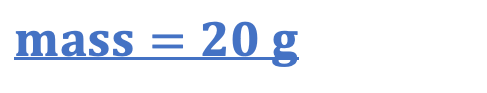 mass = 20 g